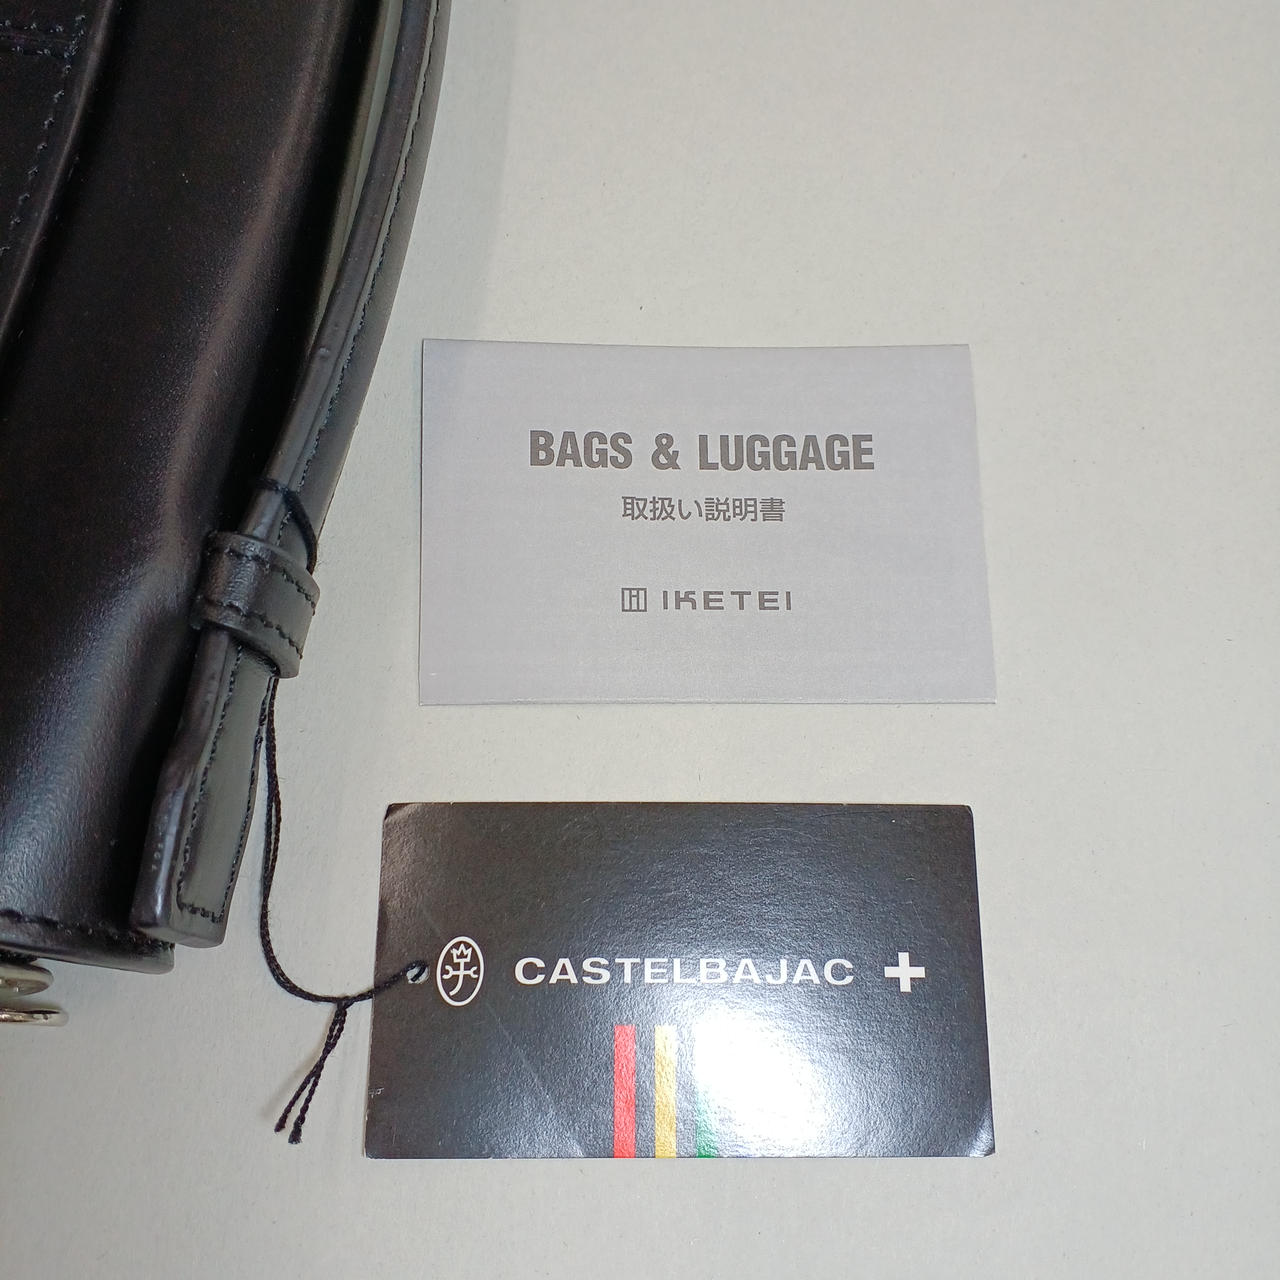 BAGS & LUGGAGE
取扱い説明書
IKETEI
CASTELBAJAC